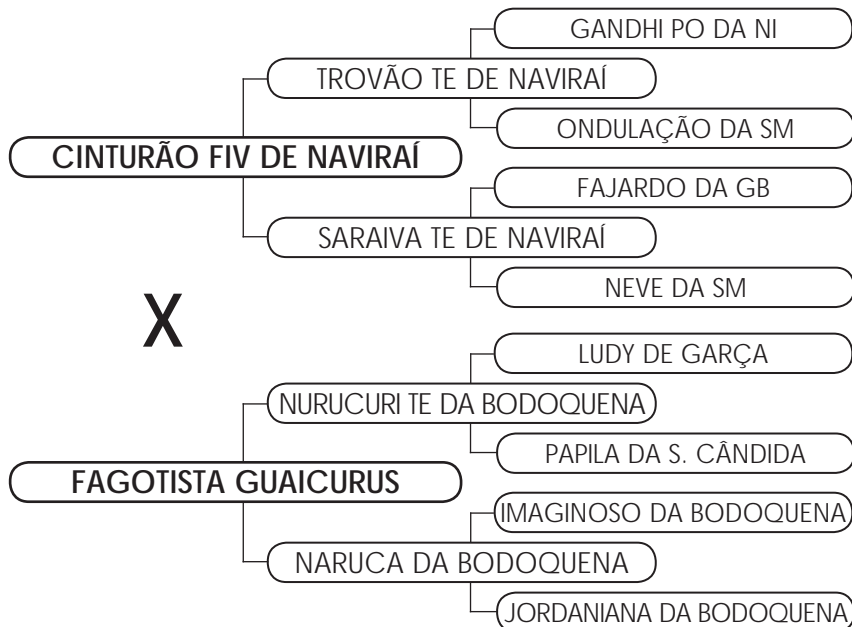 GANDHI PO DA NI
TROVÃO TE DE NAVIRAÍ
ONDULAÇÃO DA SM
CINTURÃO FIV DE NAVIRAÍ
FAJARDO DA GB
SARAIVA TE DE NAVIRAÍ
NEVE DA SM
X
LUDY DE GARÇA
NURUCURI TE DA BODOQUENA
PAPILA DA S. CÂNDIDA
FAGOTISTA GUAICURUS
IMAGINOSO DA BODOQUENA
NARUCA DA BODOQUENA
JORDANIANA DA BODOQUENA